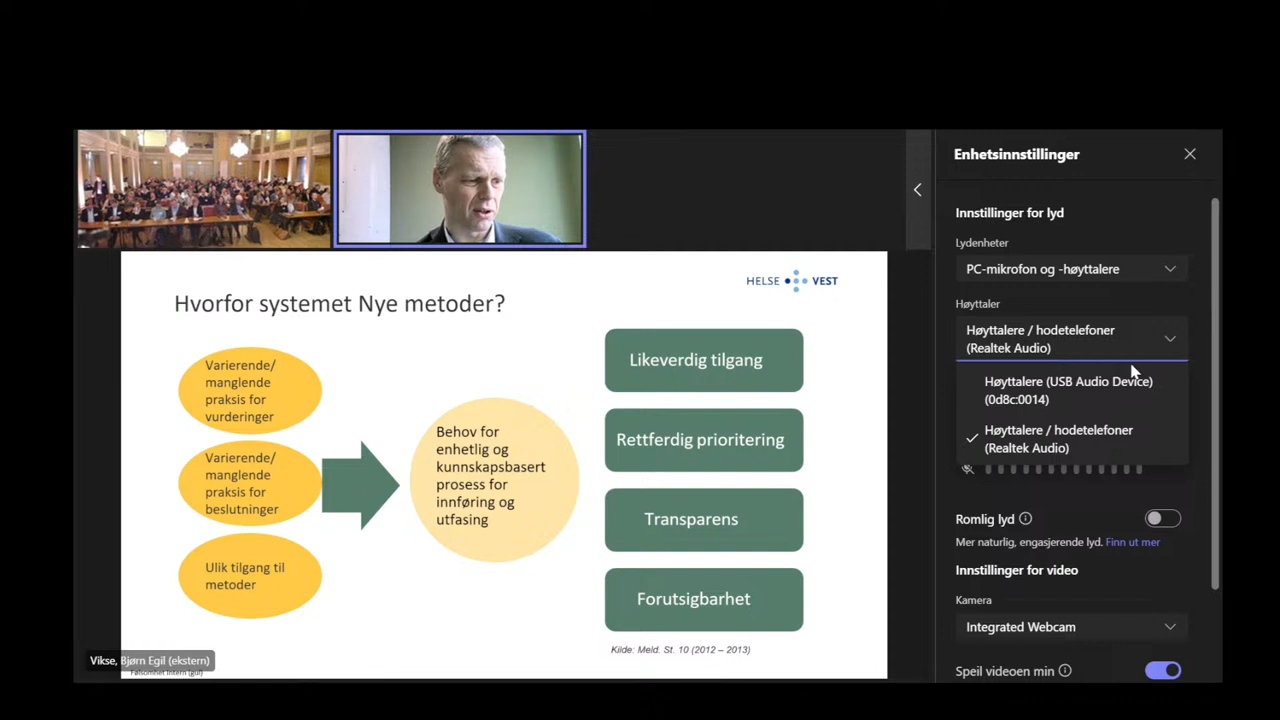 Enhetsinnstillinger
Innstillinger for lyd
Lydenheter
PC-mikrofon og -høyttalere
Høyttaler
Høyttalere / hodetelefoner
(Realtek Audio)
Høyttalere (USB Audio Device)
(0d8c:0014)
Høyttalere / hodetelefoner
(Realtek Audio)
Romlig lyd
Mer naturlig, engasjerende lyd. Finn ut mer
Innstillinger for video
Kamera
Integrated Webcam
Speil videoen min
HELSE VEST
Hvorfor systemet Nye metoder?
Varierende/
manglende
praksis for
vurderinger
Varierende/
manglende
praksis for
beslutninger
Ulik tilgang til
metoder
Behov for
enhetlig og
kunnskapsbasert
prosess for
innføring og
utfasing
Likeverdig tilgang
Rettferdig prioritering
Transparens
Forutsigbarhet
Kilde: Meld. St. 10 (2012 – 2013)
Vikse, Bjørn Egil (ekstern)
Følsomhet Intern (gul)